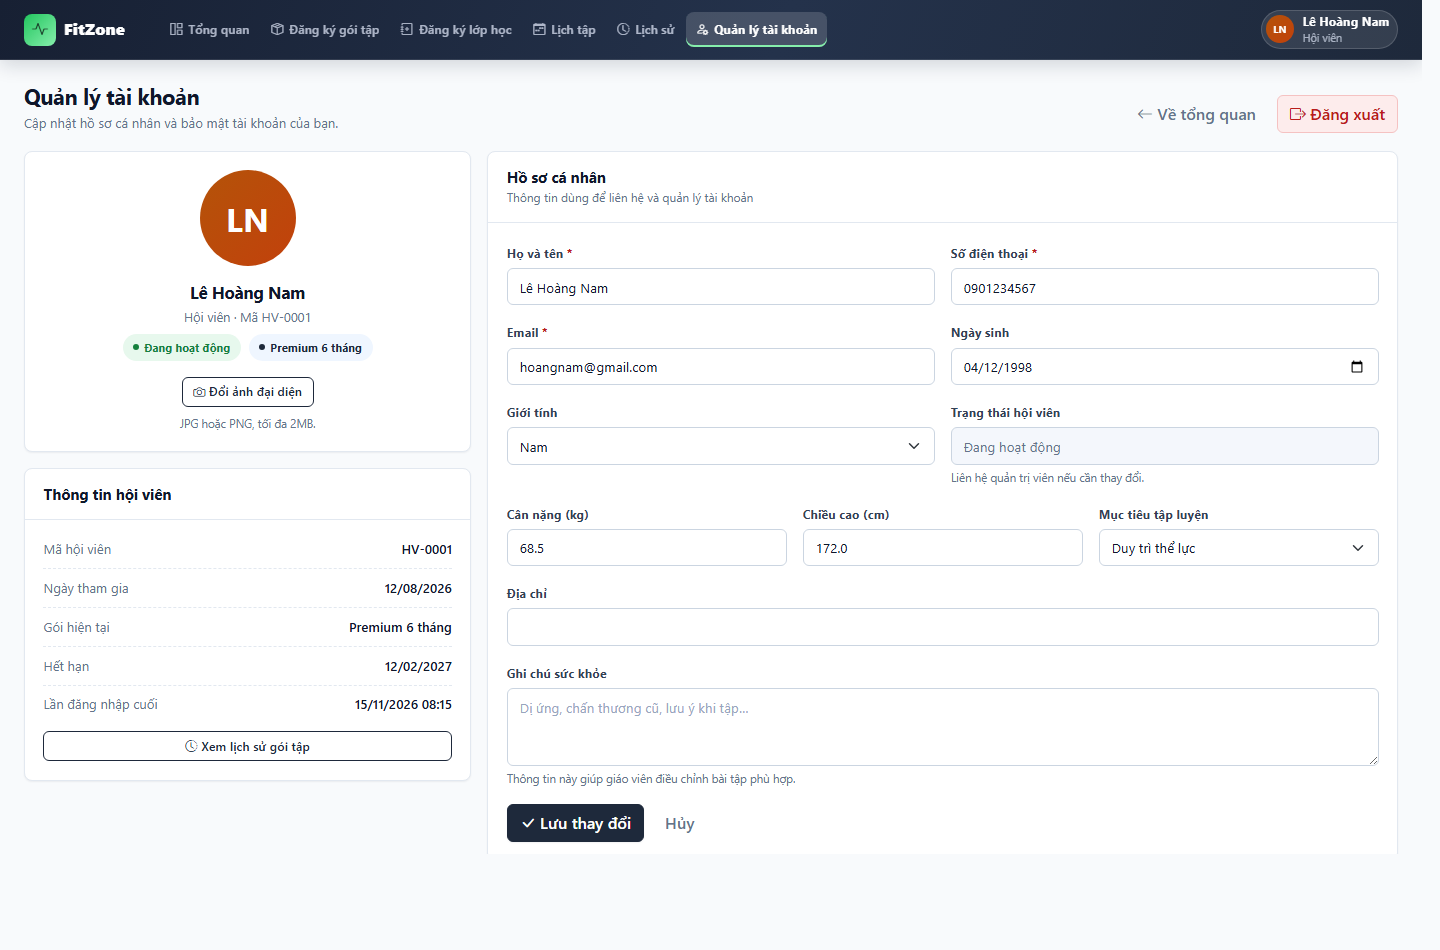 FitZone
Tổng quan
Đăng ký gói tập
Đăng ký lớp học
Lịch tập
Lịch sử
Quản lý tài khoản
LN
Lê Hoàng Nam
Hội viên
Quản lý tài khoản
Cập nhật hồ sơ cá nhân và bảo mật tài khoản của bạn.
Về tổng quan
Đăng xuất
LN
Lê Hoàng Nam
Hội viên · Mã HV-0001
Đang hoạt động
Premium 6 tháng
Đổi ảnh đại diện
JPG hoặc PNG, tối đa 2MB.
Thông tin hội viên
Mã hội viên HV-0001
Ngày tham gia 12/08/2026
Gói hiện tại Premium 6 tháng
Hết hạn 12/02/2027
Lần đăng nhập cuối 15/11/2026 08:15
Xem lịch sử gói tập
Hồ sơ cá nhân
Thông tin dùng để liên hệ và quản lý tài khoản
Họ và tên *
Lê Hoàng Nam
Số điện thoại *
0901234567
Email *
hoangnam@gmail.com
Ngày sinh
04/12/1998
Giới tính
Nam
Trạng thái hội viên
Đang hoạt động
Liên hệ quản trị viên nếu cần thay đổi.
Cân nặng (kg)
68.5
Chiều cao (cm)
172.0
Mục tiêu tập luyện
Duy trì thể lực
Địa chỉ
Ghi chú sức khỏe
Dị ứng, chấn thương cũ, lưu ý khi tập...
Thông tin này giúp giáo viên điều chỉnh bài tập phù hợp.
Lưu thay đổi
Hủy